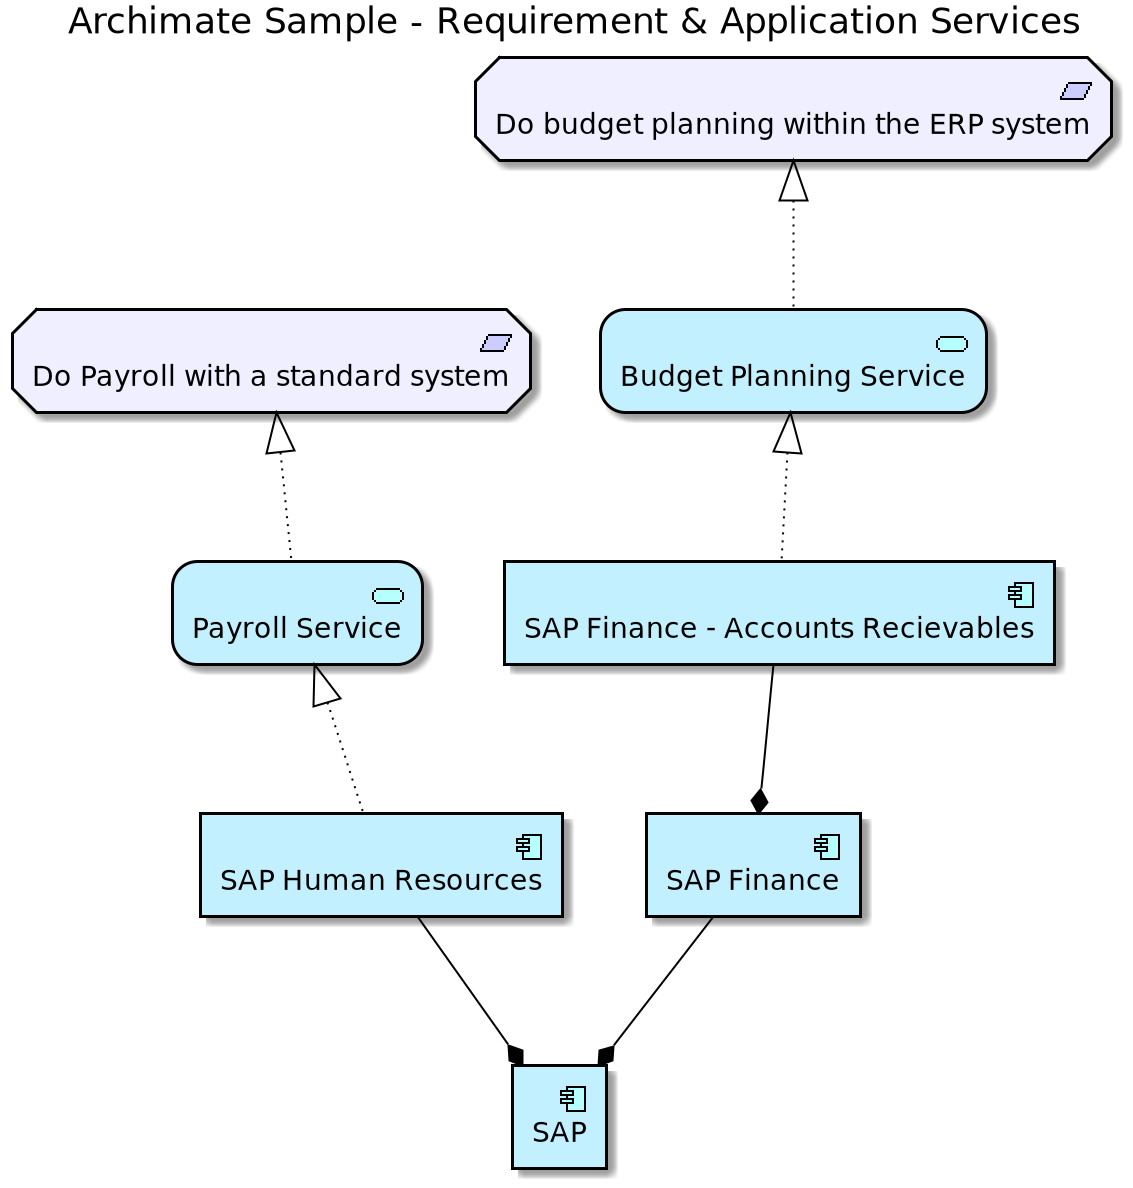 Archimate Sample - Requirement & Application Services
Do budget planning within the ERP system
Do Payroll with a standard system
Budget Planning Service
Payroll Service
SAP Finance - Accounts Recievables
SAP Human Resources
SAP Finance
SAP